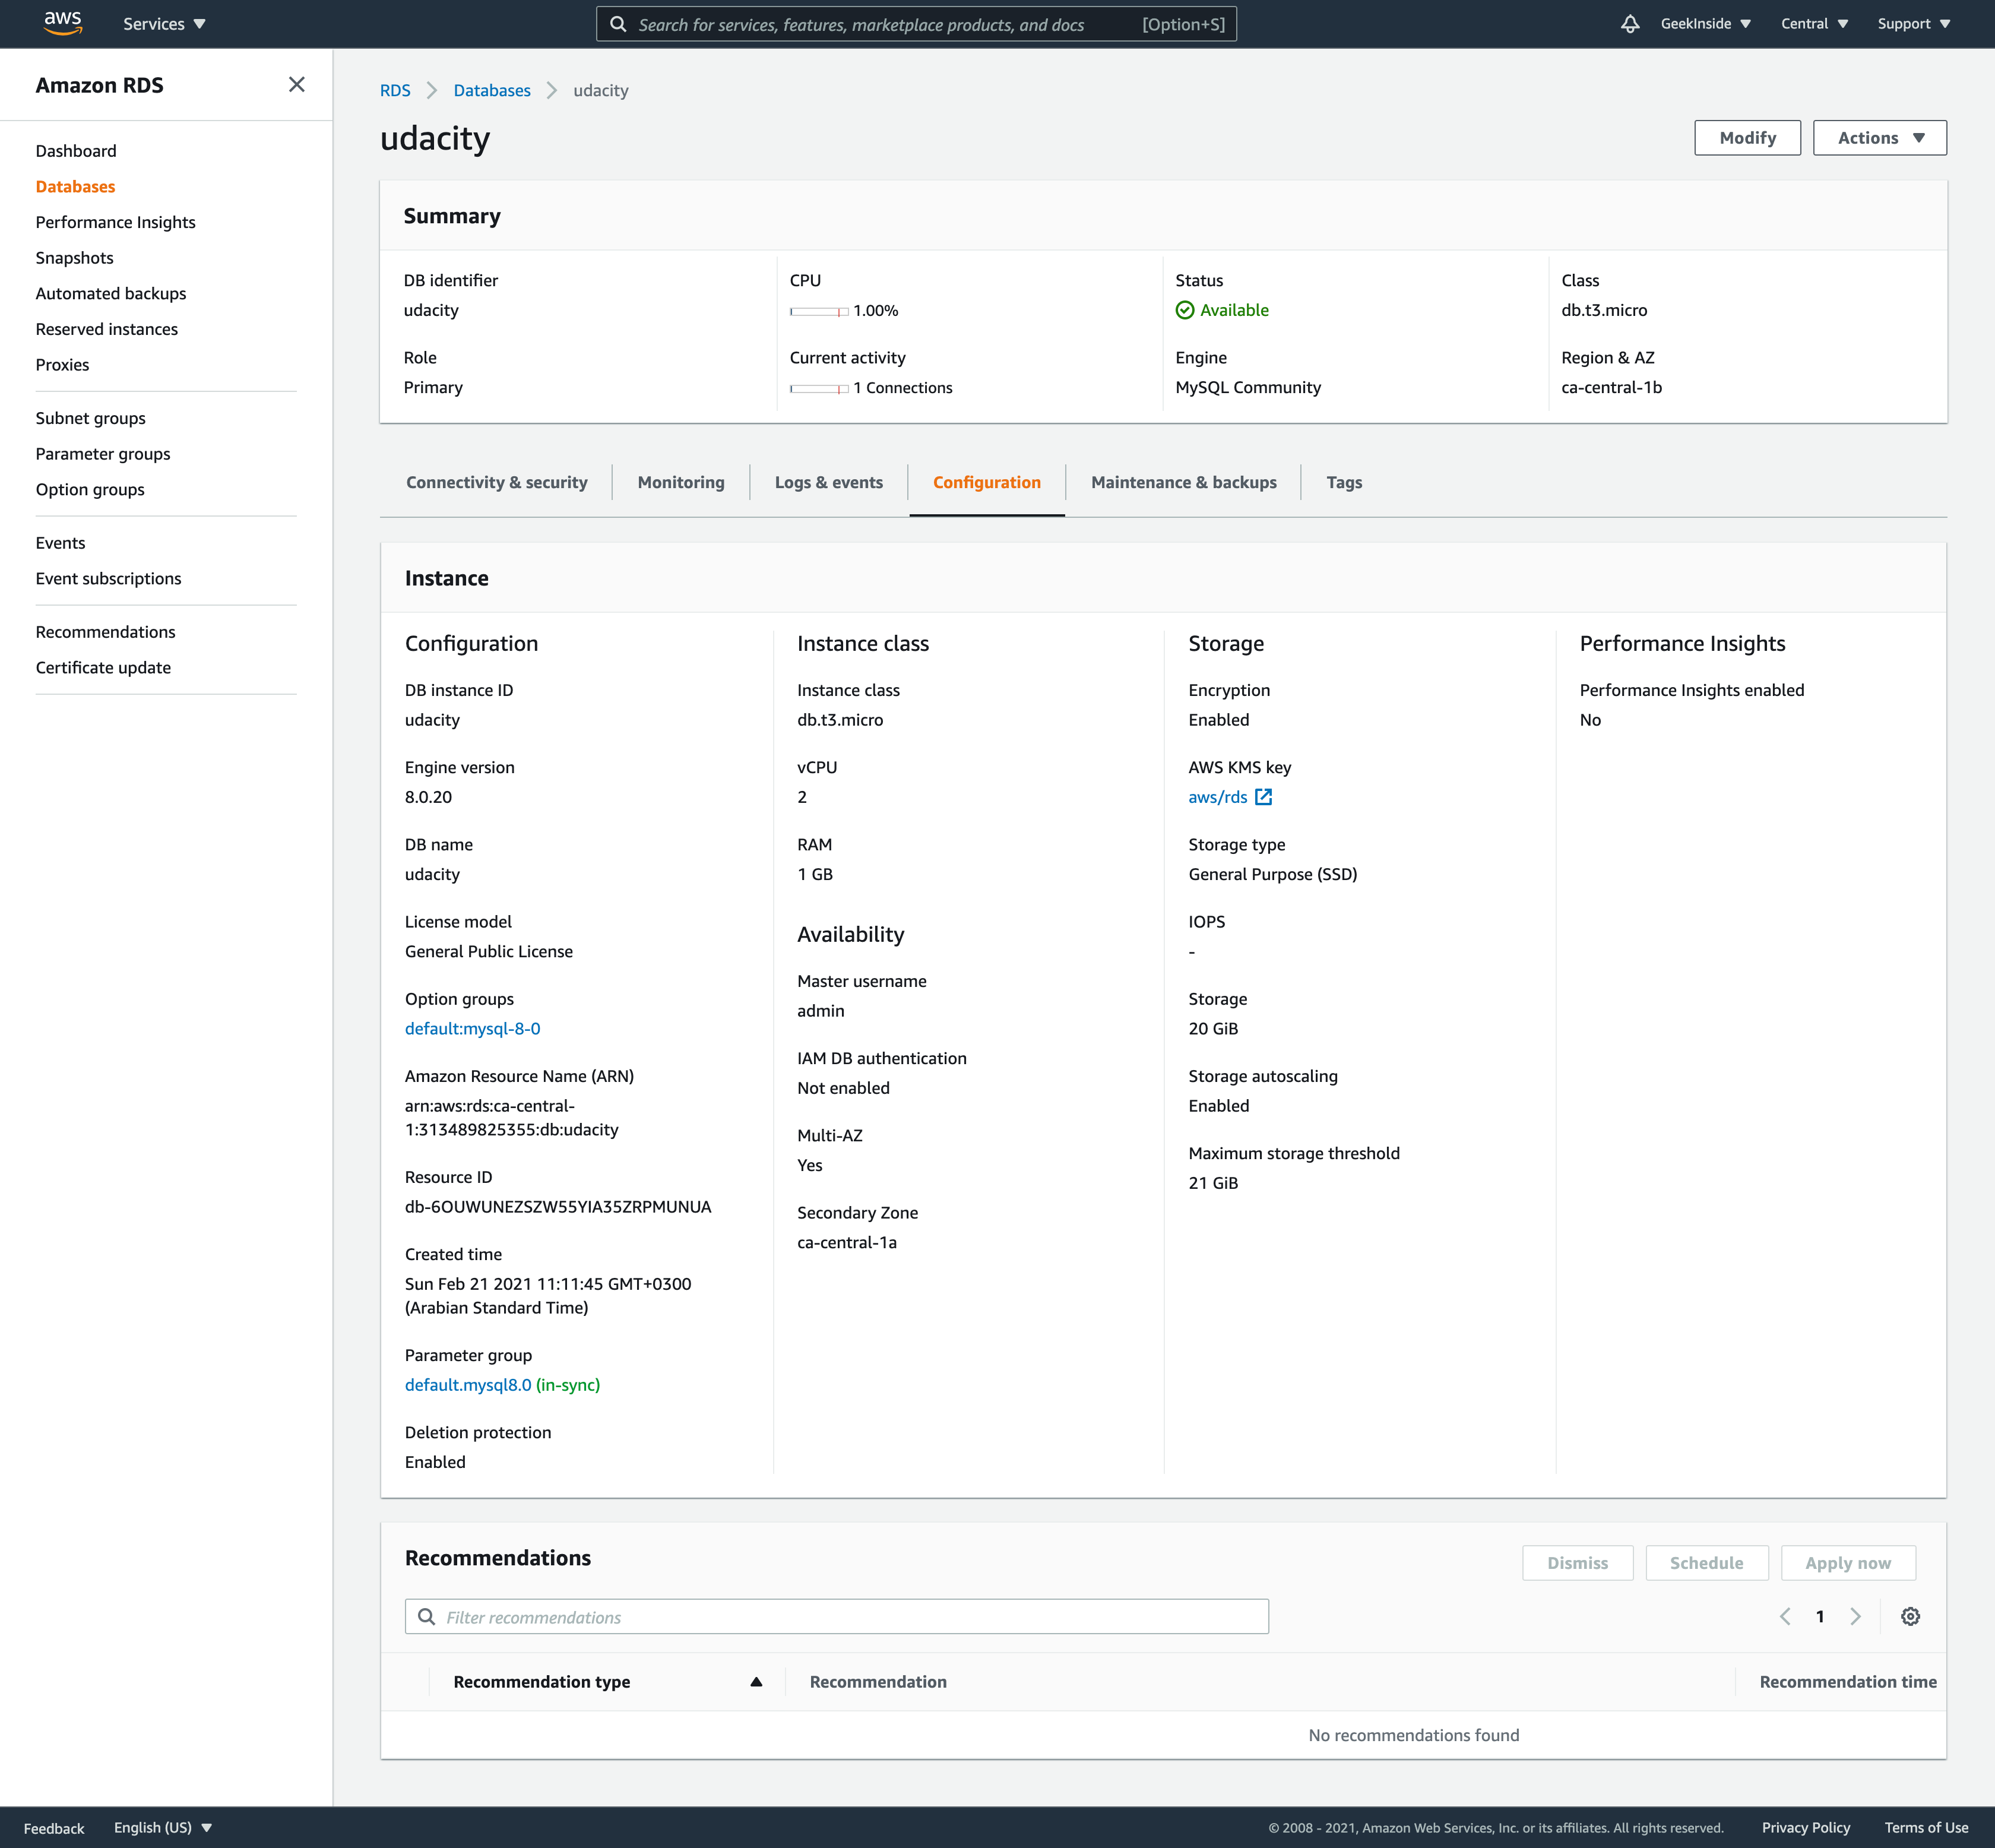 aws
Services
Search for services, features, marketplace products, and docs
[Option+S]
GeekInside
Central
Support
Amazon RDS
Dashboard
Databases
Performance Insights
Snapshots
Automated backups
Reserved instances
Proxies
Subnet groups
Parameter groups
Option groups
Events
Event subscriptions
Recommendations
Certificate update
RDS
Databases
udacity
udacity
Modify
Actions
Summary
DB identifier
udacity
CPU
1.00%
Status
Available
Class
db.t3.micro
Role
Primary
Current activity
1 Connections
Engine
MySQL Community
Region & AZ
ca-central-1b
Connectivity & security
Monitoring
Logs & events
Configuration
Maintenance & backups
Tags
Instance
Configuration
DB instance ID
udacity
Engine version
8.0.20
DB name
udacity
License model
General Public License
Option groups
default:mysql-8-0
Amazon Resource Name (ARN)
arn:aws:rds:ca-central-
1:313489825355:db:udacity
Resource ID
db-6OUWUNEZSZW55YIA35ZRPMUNUA
Created time
Sun Feb 21 2021 11:11:45 GMT+0300
(Arabian Standard Time)
Parameter group
default.mysql8.0 (in-sync)
Deletion protection
Enabled
Instance class
Instance class
db.t3.micro
vCPU
2
RAM
1 GB
Availability
Master username
admin
IAM DB authentication
Not enabled
Multi-AZ
Yes
Secondary Zone
ca-central-1a
Storage
Encryption
Enabled
AWS KMS key
aws/rds
Storage type
General Purpose (SSD)
IOPS
-
Storage
20 GiB
Storage autoscaling
Enabled
Maximum storage threshold
21 GiB
Performance Insights
Performance Insights enabled
No
Recommendations
Dismiss
Schedule
Apply now
Filter recommendations
1
Recommendation type
Recommendation
Recommendation time
No recommendations found
Feedback
English (US)
© 2008 - 2021, Amazon Web Services, Inc. or its affiliates. All rights reserved.
Privacy Policy
Terms of Use